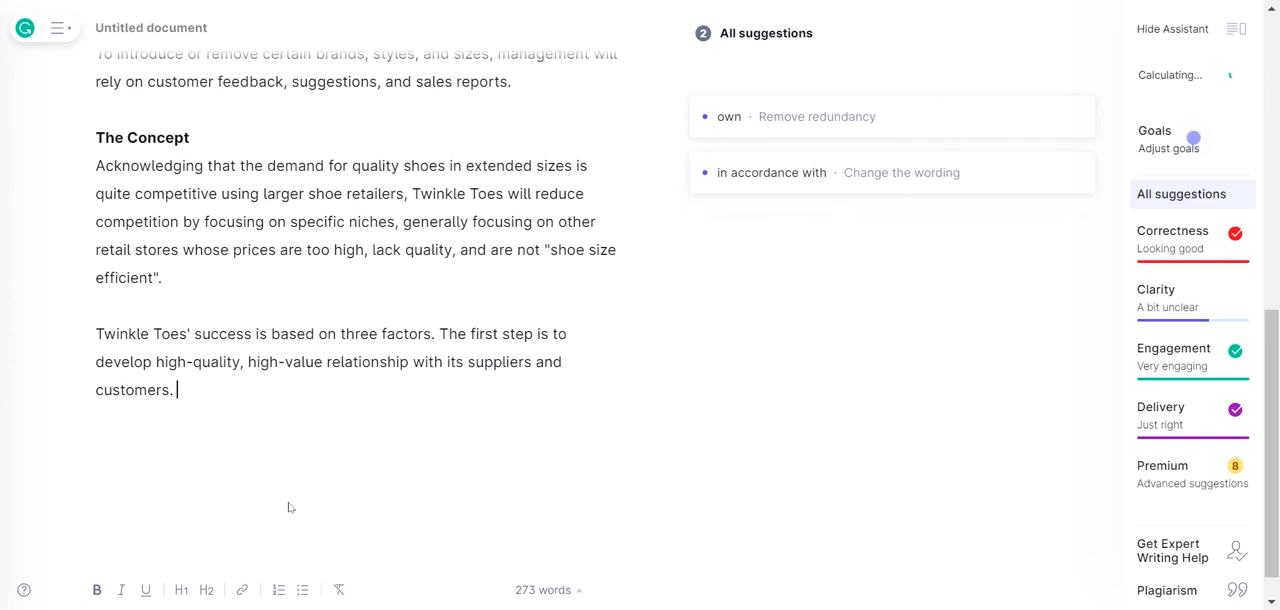 Untitled document
To introduce or remove certain brands, styles, and sizes, management will
rely on customer feedback, suggestions, and sales reports.
The Concept
Acknowledging that the demand for quality shoes in extended sizes is
quite competitive using larger shoe retailers, Twinkle Toes will reduce
competition by focusing on specific niches, generally focusing on other
retail stores whose prices are too high, lack quality, and are not "shoe size
efficient".
Twinkle Toes' success is based on three factors. The first step is to
develop high-quality, high-value relationship with its suppliers and
customers.
B I U H1 H2 273 words
2 All suggestions
own · Remove redundancy
in accordance with · Change the wording
Hide Assistant
Calculating...
Goals
Adjust goals
All suggestions
Correctness
Looking good
Clarity
A bit unclear
Engagement
Very engaging
Delivery
Just right
Premium 8
Advanced suggestions
Get Expert
Writing Help
Plagiarism